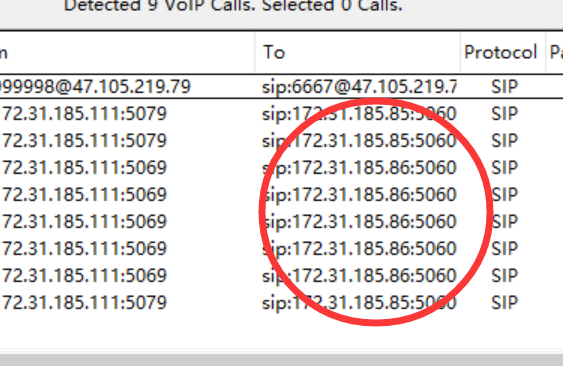 Detected 9 VoIP Calls. Selected 0 Calls.
m To Protocol Pa
999998@47.105.219.79 sip:6667@47.105.219.7 SIP
72.31.185.111:5079 sip:172.31.185.85:5060 SIP
72.31.185.111:5079 sip:172.31.185.85:5060 SIP
72.31.185.111:5069 sip:172.31.185.86:5060 SIP
72.31.185.111:5069 sip:172.31.185.86:5060 SIP
72.31.185.111:5069 sip:172.31.185.86:5060 SIP
72.31.185.111:5069 sip:172.31.185.86:5060 SIP
72.31.185.111:5069 sip:172.31.185.86:5060 SIP
72.31.185.111:5079 sip:172.31.185.85:5060 SIP